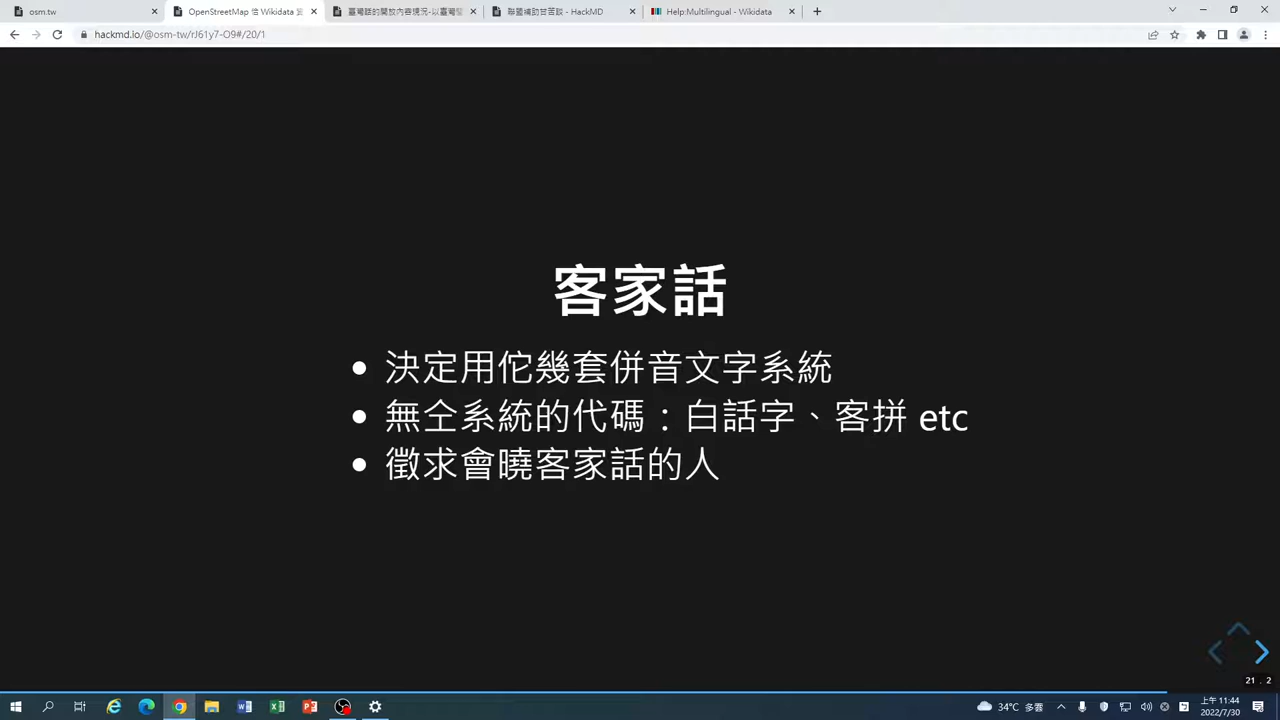 osm.tw
OpenStreetMap 佮 Wikidata
臺灣話的開放內容現況-以臺灣
聯盟補助甘苦談 - HackMD
Help:Multilingual - Wikidata
hackmd.io/@osm-tw/rJ61y7-O9#/20/1
客家話
決定用佗幾套併音文字系統
無仝系統的代碼：白話字、客拼 etc
徵求會曉客家話的人
21.2
34°C 多雲
上午 11:44
2022/7/30